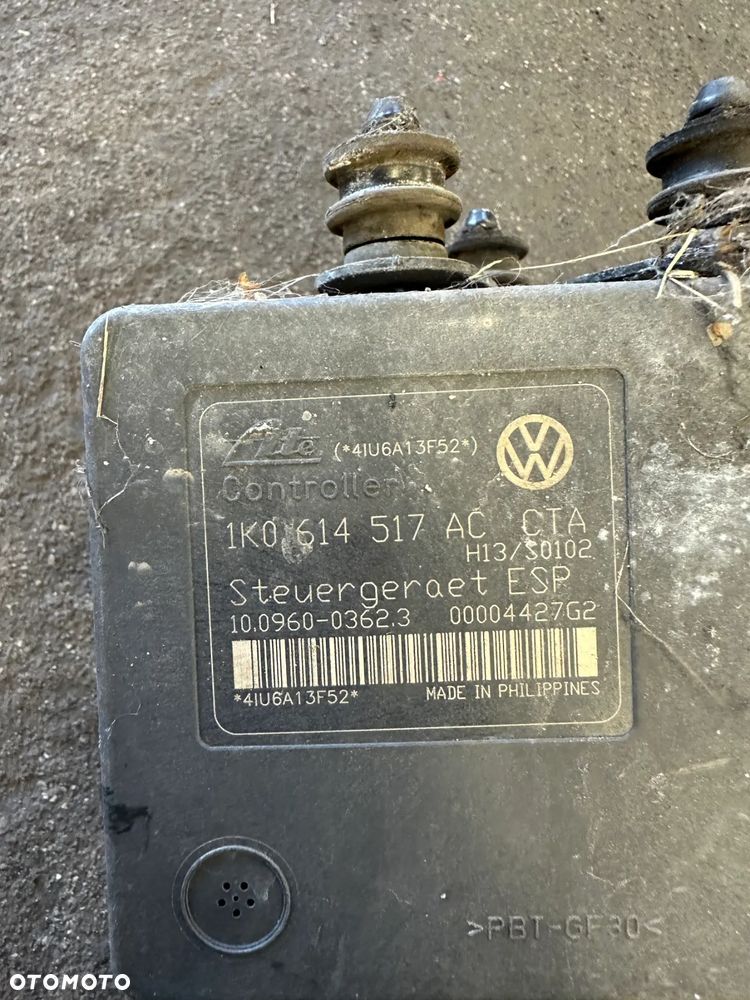 Ate (*4IU6A13F52*)
Controller
1K0 614 517 AC CTA
H13/S0102
Steuergeraet ESP
10.0960-0362.3 00004427G2
*4IU6A13F52* MADE IN PHILIPPINES
>PBT-GF30<
OTOMOTO